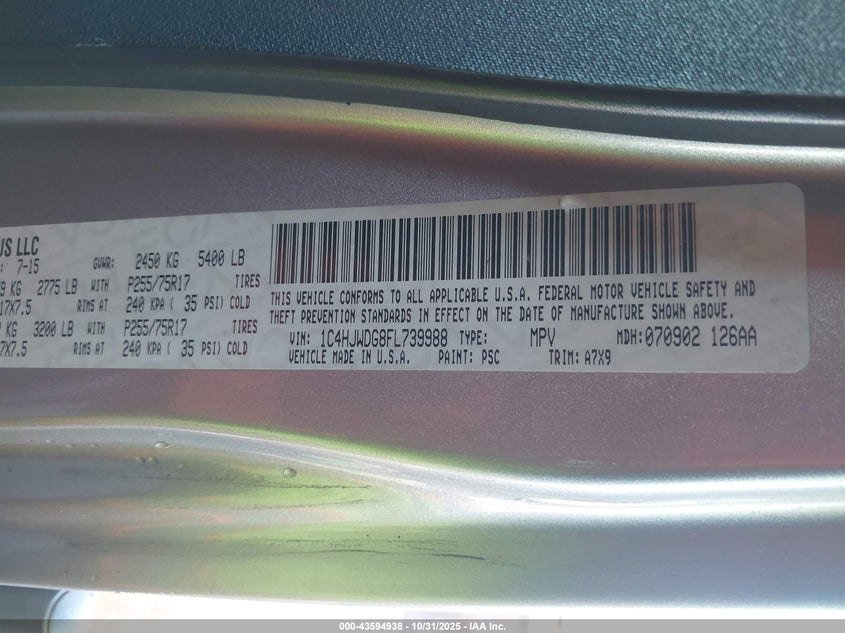 US LLC
: 7-15 GVWR: 2450 KG 5400 LB
9 KG 2775 LB WITH P255/75R17 TIRES
17X7.5 RIMS AT 240 KPA ( 35 PSI) COLD
KG 3200 LB WITH P255/75R17 TIRES
7X7.5 RIMS AT 240 KPA ( 35 PSI) COLD
THIS VEHICLE CONFORMS TO ALL APPLICABLE U.S.A. FEDERAL MOTOR VEHICLE SAFETY AND
THEFT PREVENTION STANDARDS IN EFFECT ON THE DATE OF MANUFACTURE SHOWN ABOVE.
VIN: 1C4HJWDG8FL739988 TYPE: MPV MDH:070902 126AA
VEHICLE MADE IN U.S.A. PAINT: PSC TRIM: A7X9
000-43594938 - 10/31/2025 - IAA Inc.